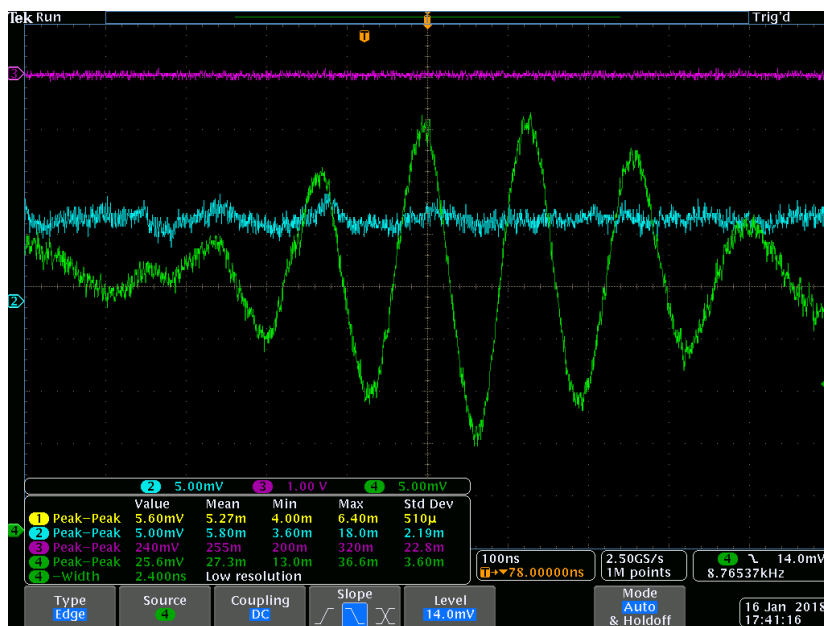 Tek Run Trig'd
T
T
3
2
4
2 5.00mV 3 1.00 V 4 5.00mV
Value Mean Min Max Std Dev
1 Peak-Peak 5.60mV 5.27m 4.00m 6.40m 510µ
2 Peak-Peak 5.00mV 5.80m 3.60m 18.0m 2.19m
3 Peak-Peak 240mV 255m 200m 320m 22.8m
4 Peak-Peak 25.6mV 27.3m 13.0m 36.6m 3.60m
4 -Width 2.400ns Low resolution
100ns
T→▼78.00000ns
2.50GS/s
1M points
4 14.0mV
8.76537kHz
Type
Edge
Source
4
Coupling
DC
Slope
Level
14.0mV
Mode
Auto
& Holdoff
16 Jan 2018
17:41:16